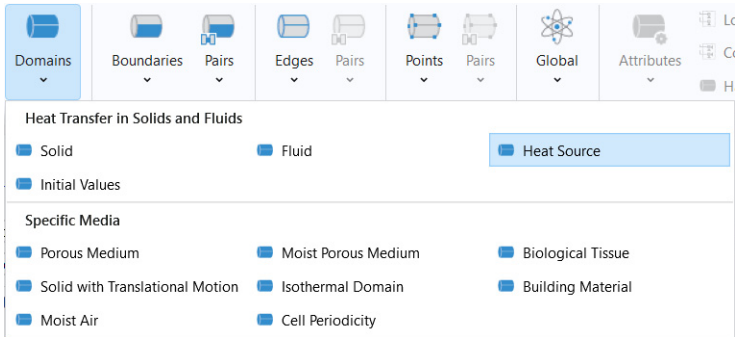 Domains Boundaries Pairs Edges Pairs Points Pairs Global Attributes
Heat Transfer in Solids and Fluids
Solid Fluid Heat Source
Initial Values
Specific Media
Porous Medium Moist Porous Medium Biological Tissue
Solid with Translational Motion Isothermal Domain Building Material
Moist Air Cell Periodicity